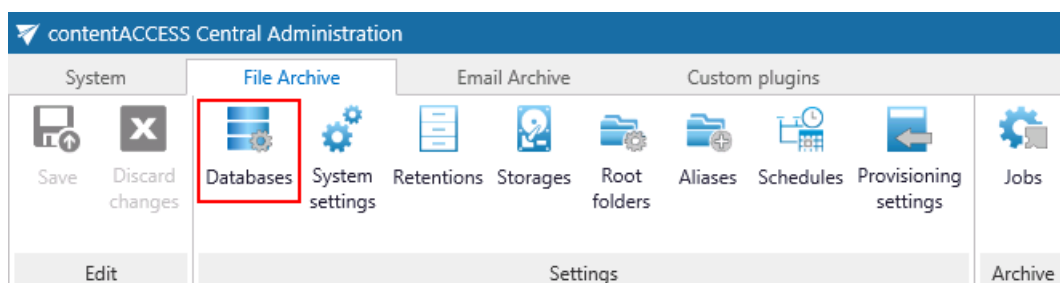 contentACCESS Central Administration
System File Archive Email Archive Custom plugins
Save Discard changes Databases System settings Retentions Storages Root folders Aliases Schedules Provisioning settings Jobs
Edit Settings Archive